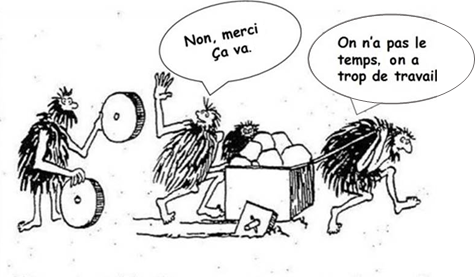 Non, merci
Ça va.
On n'a pas le
temps, on a
trop de travail